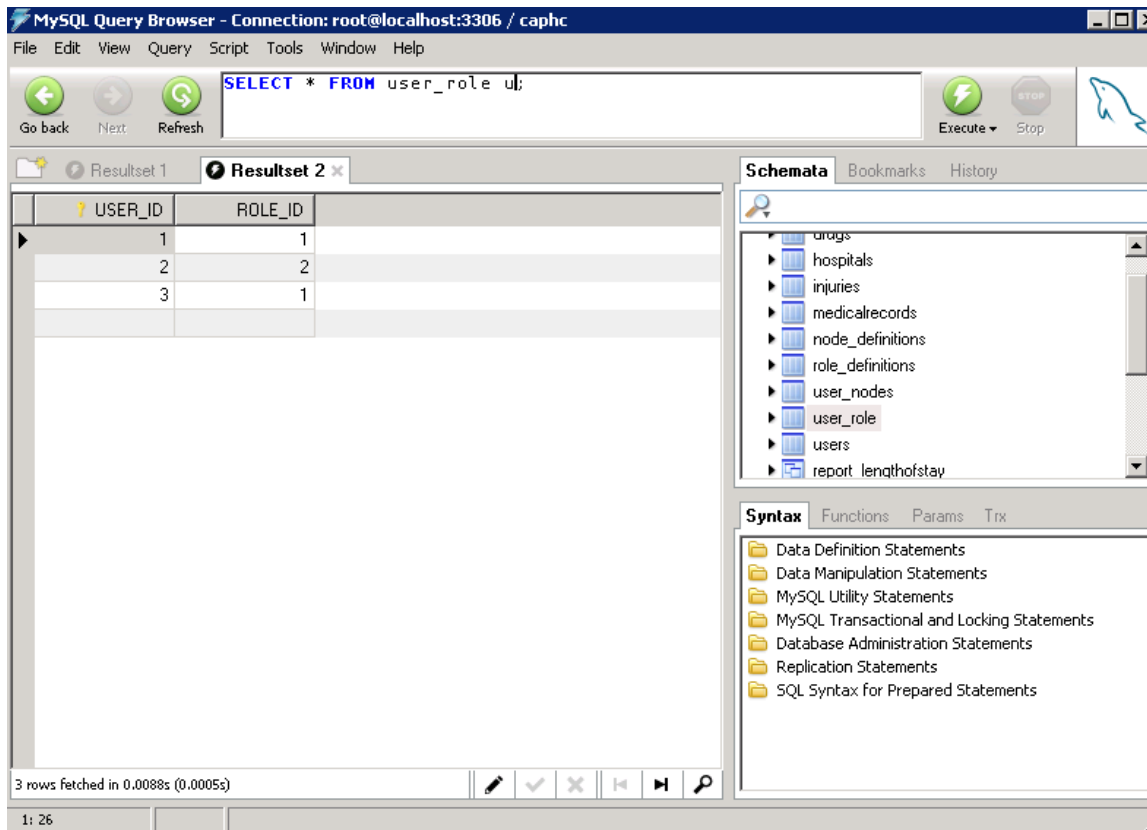 MySQL Query Browser - Connection: root@localhost:3306 / caphc
File Edit View Query Script Tools Window Help
SELECT * FROM user_role u;
Go back Next Refresh Execute Stop
STOP
Resultset 1 Resultset 2
USER_ID ROLE_ID
1 1
2 2
3 1
3 rows fetched in 0.0088s (0.0005s)
Schemata Bookmarks History
drugs
hospitals
injuries
medicalrecords
node_definitions
role_definitions
user_nodes
user_role
users
report_lengthofstay
Syntax Functions Params Trx
Data Definition Statements
Data Manipulation Statements
MySQL Utility Statements
MySQL Transactional and Locking Statements
Database Administration Statements
Replication Statements
SQL Syntax for Prepared Statements
1: 26